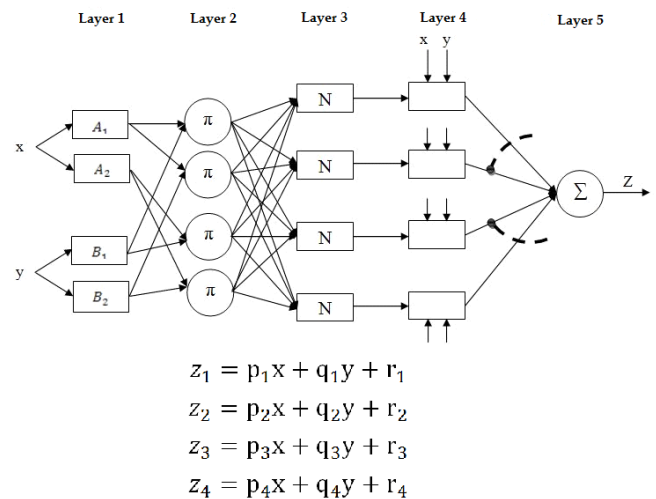 Layer 1 Layer 2 Layer 3 Layer 4 Layer 5
x y
A₁ π N
x
A₂ π N
Σ Z
B₁ π N
y
B₂ π N
z₁ = p₁x + q₁y + r₁
z₂ = p₂x + q₂y + r₂
z₃ = p₃x + q₃y + r₃
z₄ = p₄x + q₄y + r₄